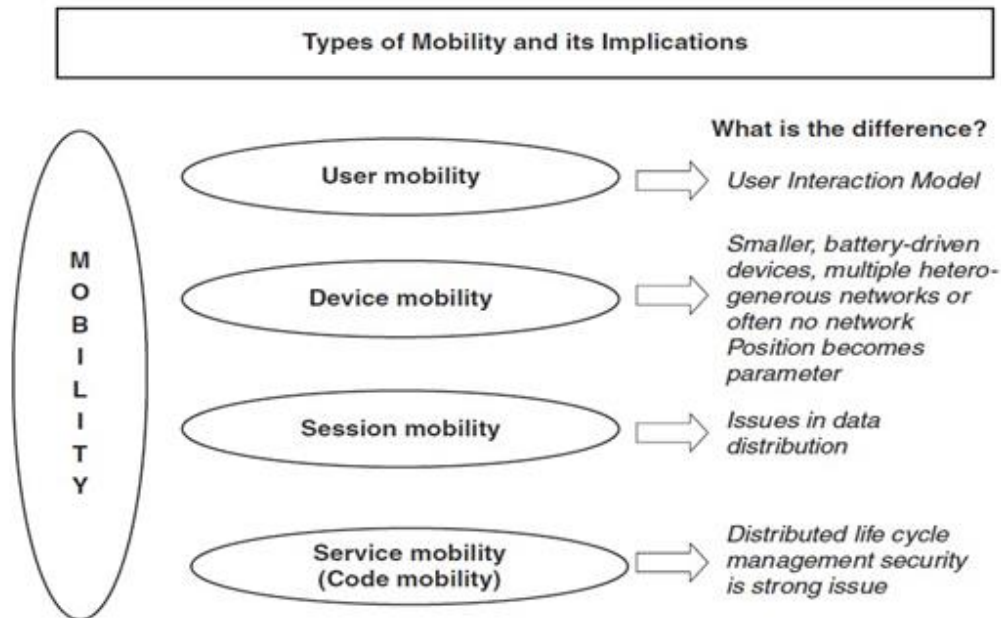 Types of Mobility and its Implications
What is the difference?
MOBILITY
User mobility
User Interaction Model
Device mobility
Smaller, battery-driven
devices, multiple hetero-
generous networks or
often no network
Position becomes
parameter
Session mobility
Issues in data
distribution
Service mobility
(Code mobility)
Distributed life cycle
management security
is strong issue